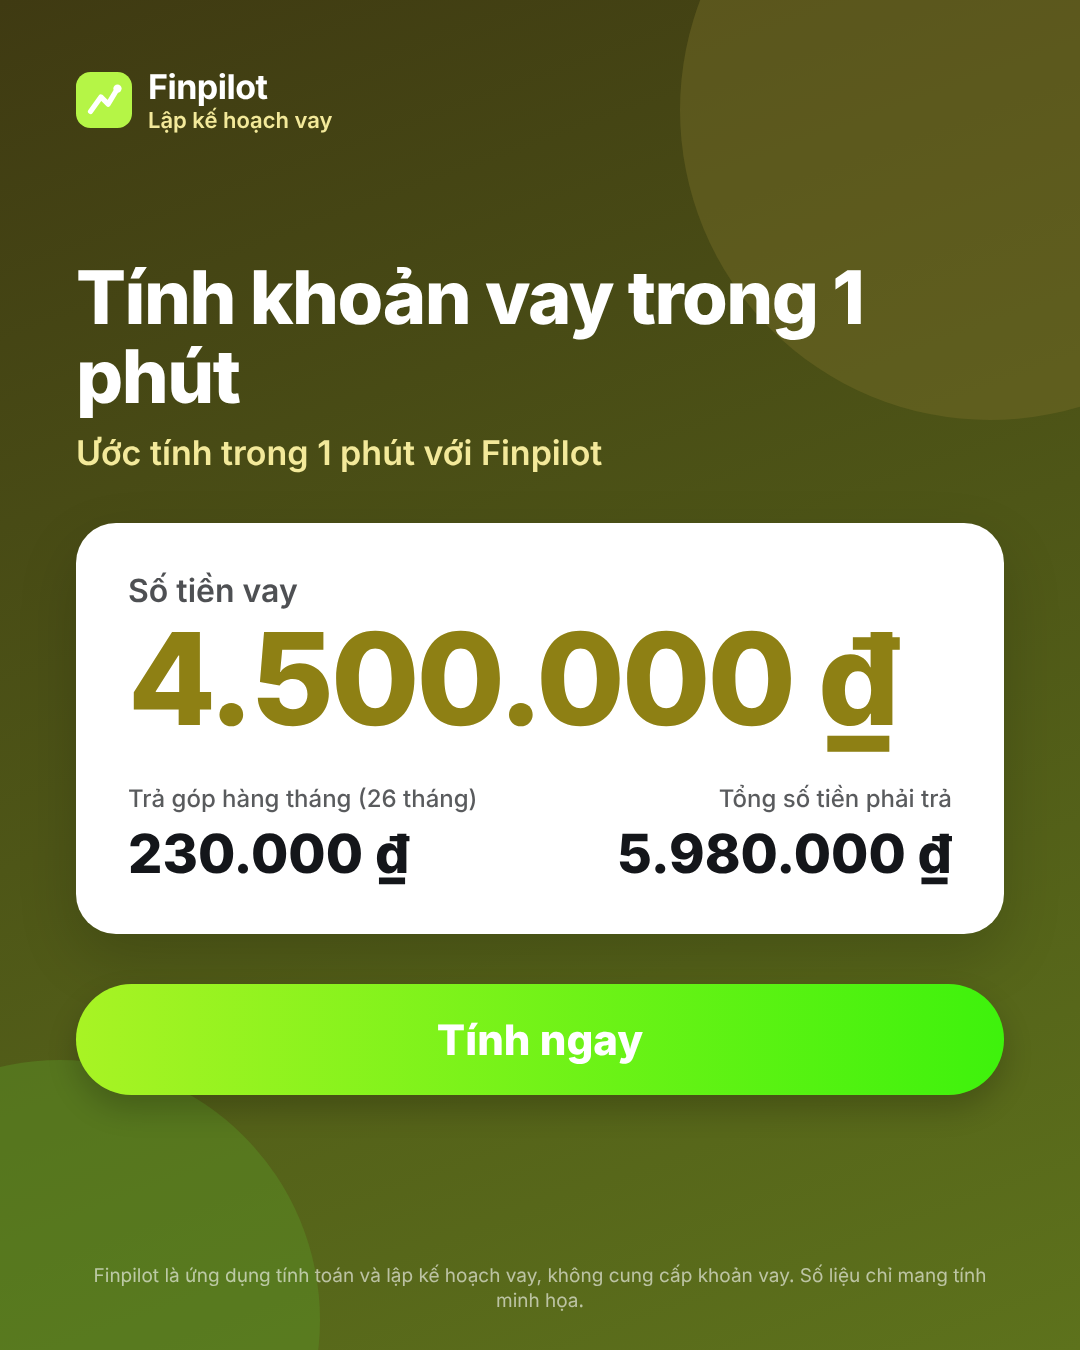 Finpilot
Lập kế hoạch vay
Tính khoản vay trong 1
phút
Ước tính trong 1 phút với Finpilot
Số tiền vay
4.500.000 ₫
Trả góp hàng tháng (26 tháng)
230.000 ₫
Tổng số tiền phải trả
5.980.000 ₫
Tính ngay
Finpilot là ứng dụng tính toán và lập kế hoạch vay, không cung cấp khoản vay. Số liệu chỉ mang tính
minh họa.